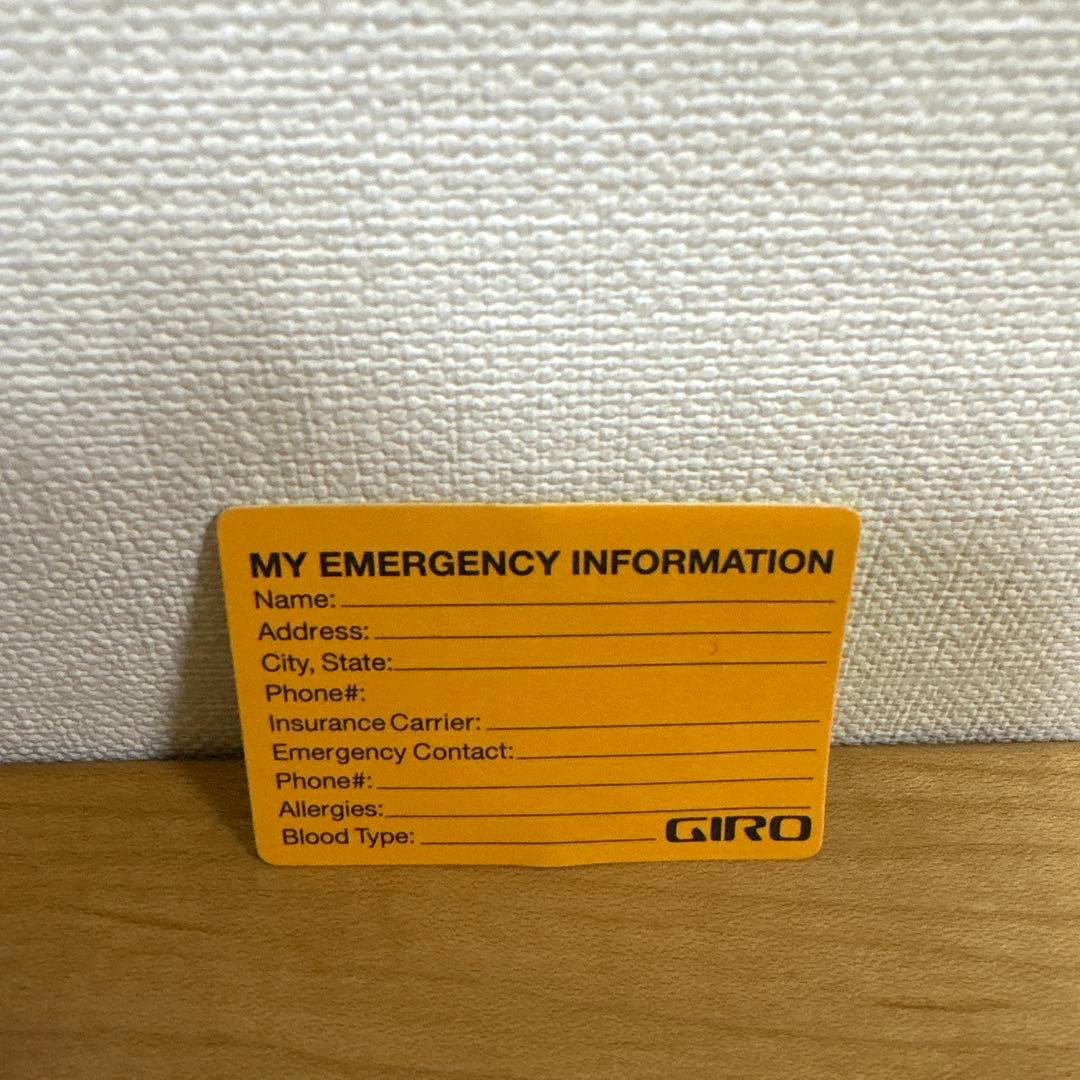 MY EMERGENCY INFORMATION
Name:
Address:
City, State:
Phone#:
Insurance Carrier:
Emergency Contact:
Phone#:
Allergies:
Blood Type: GIRO